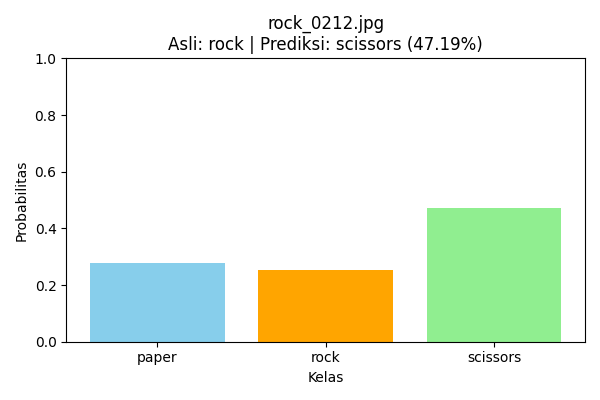 rock_0212.jpg
Asli: rock | Prediksi: scissors (47.19%)
1.0
0.8
0.6
0.4
0.2
0.0
Probabilitas
paper
rock
scissors
Kelas